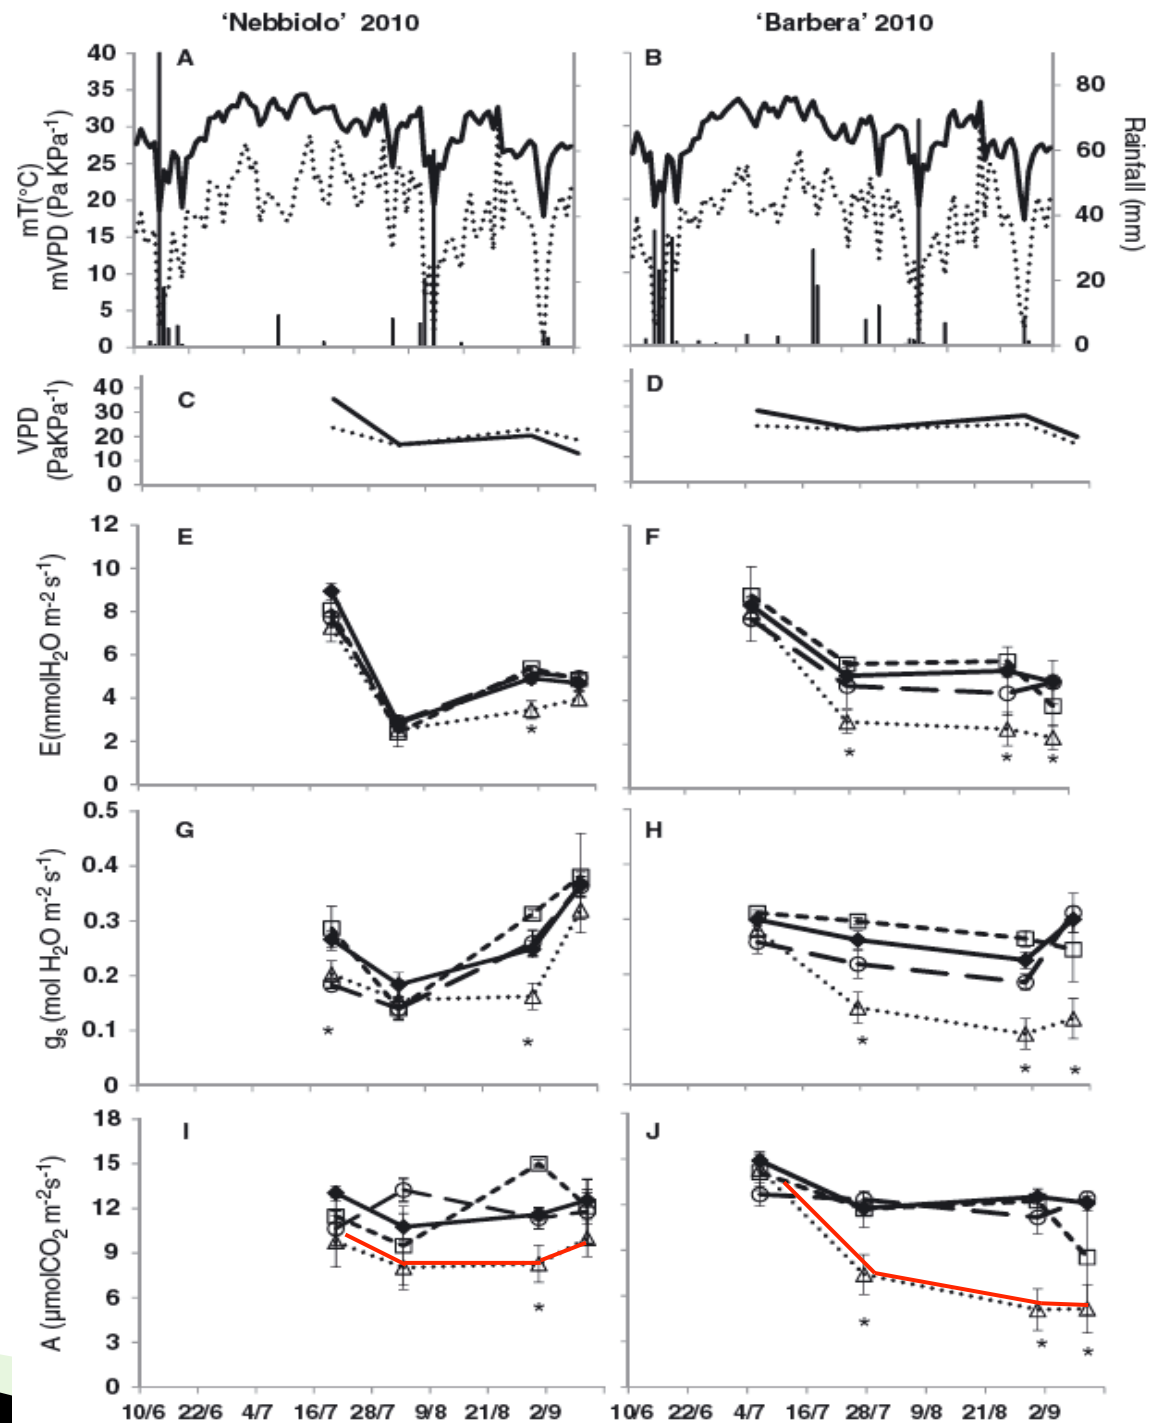 'Nebbiolo' 2010 'Barbera' 2010
A B
40
35
30
25
20
15
10
5
0
mT(°C)
mVPD (Pa KPa-1)
80
60
40
20
0
Rainfall (mm)
C D
40
30
20
10
0
VPD
(PaKPa-1)
E F
12
10
8
6
4
2
0
E(mmolH2O m-2 s-1)
* * * *
G H
0.5
0.4
0.3
0.2
0.1
0
gs (mol H2O m-2 s-1)
* * * * *
I J
18
15
12
9
6
3
0
A (µmolCO2 m-2s-1)
* * * *
10/6 22/6 4/7 16/7 28/7 9/8 21/8 2/9 10/6 22/6 4/7 16/7 28/7 9/8 21/8 2/9